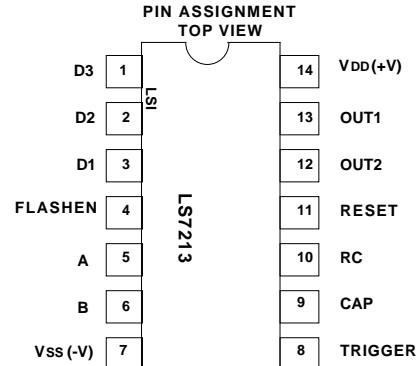 PIN ASSIGNMENT
TOP VIEW
D3 1 14 VDD (+V)
LSI
D2 2 13 OUT1
D1 3 12 OUT2
FLASHEN 4 11 RESET
LS7213
A 5 10 RC
B 6 9 CAP
VSS (-V) 7 8 TRIGGER